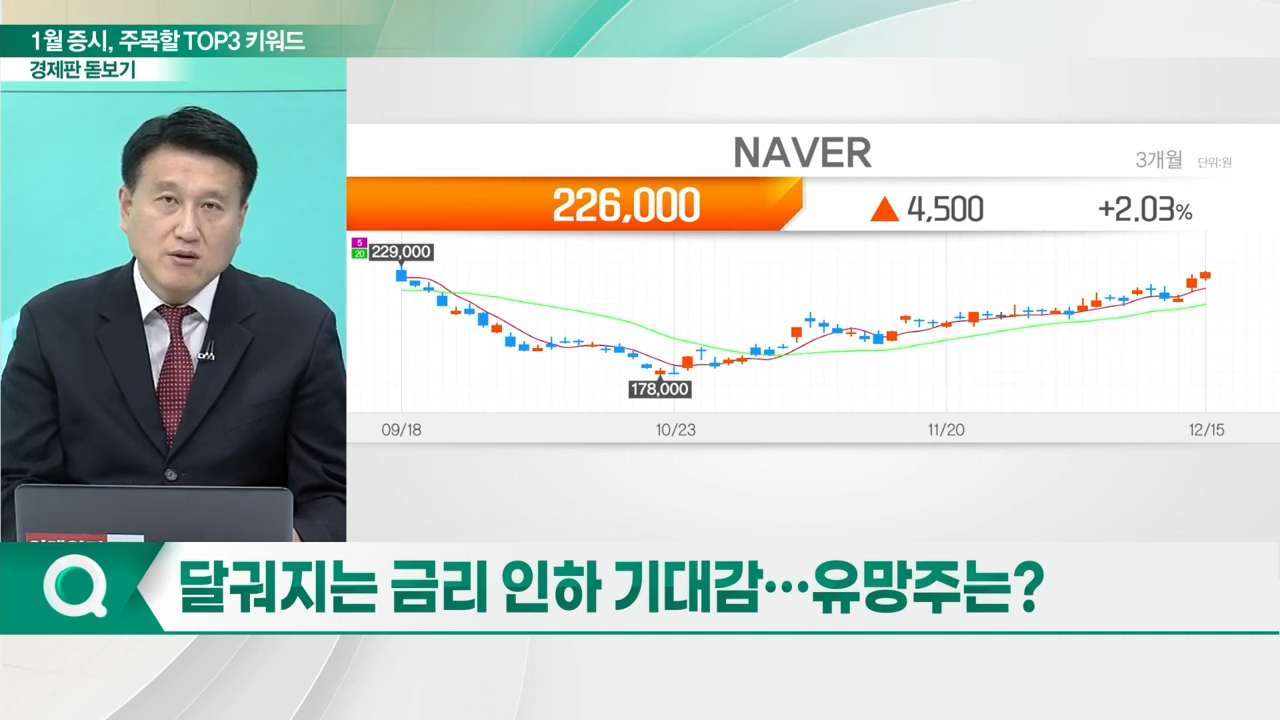 1월 증시, 주목할 TOP3 키워드
경제판 돋보기
NAVER
3개월 단위:원
226,000 ▲ 4,500 +2.03%
5
20
229,000
178,000
09/18 10/23 11/20 12/15
달궈지는 금리 인하 기대감…유망주는?